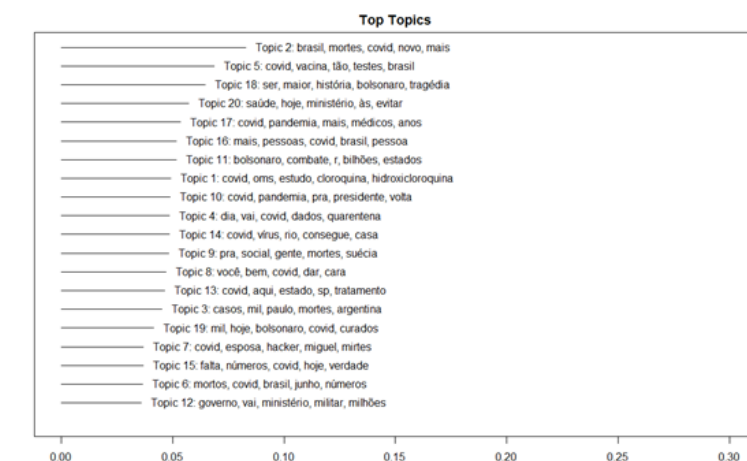 Top Topics
Topic 2: brasil, mortes, covid, novo, mais
Topic 5: covid, vacina, tão, testes, brasil
Topic 18: ser, maior, história, bolsonaro, tragédia
Topic 20: saúde, hoje, ministério, às, evitar
Topic 17: covid, pandemia, mais, médicos, anos
Topic 16: mais, pessoas, covid, brasil, pessoa
Topic 11: bolsonaro, combate, r, bilhões, estados
Topic 1: covid, oms, estudo, cloroquina, hidroxicloroquina
Topic 10: covid, pandemia, pra, presidente, volta
Topic 4: dia, vai, covid, dados, quarentena
Topic 14: covid, vírus, rio, consegue, casa
Topic 9: pra, social, gente, mortes, suécia
Topic 8: você, bem, covid, dar, cara
Topic 13: covid, aqui, estado, sp, tratamento
Topic 3: casos, mil, paulo, mortes, argentina
Topic 19: mil, hoje, bolsonaro, covid, curados
Topic 7: covid, esposa, hacker, miguel, mirtes
Topic 15: falta, números, covid, hoje, verdade
Topic 6: mortos, covid, brasil, junho, números
Topic 12: governo, vai, ministério, militar, milhões
0.00 0.05 0.10 0.15 0.20 0.25 0.30